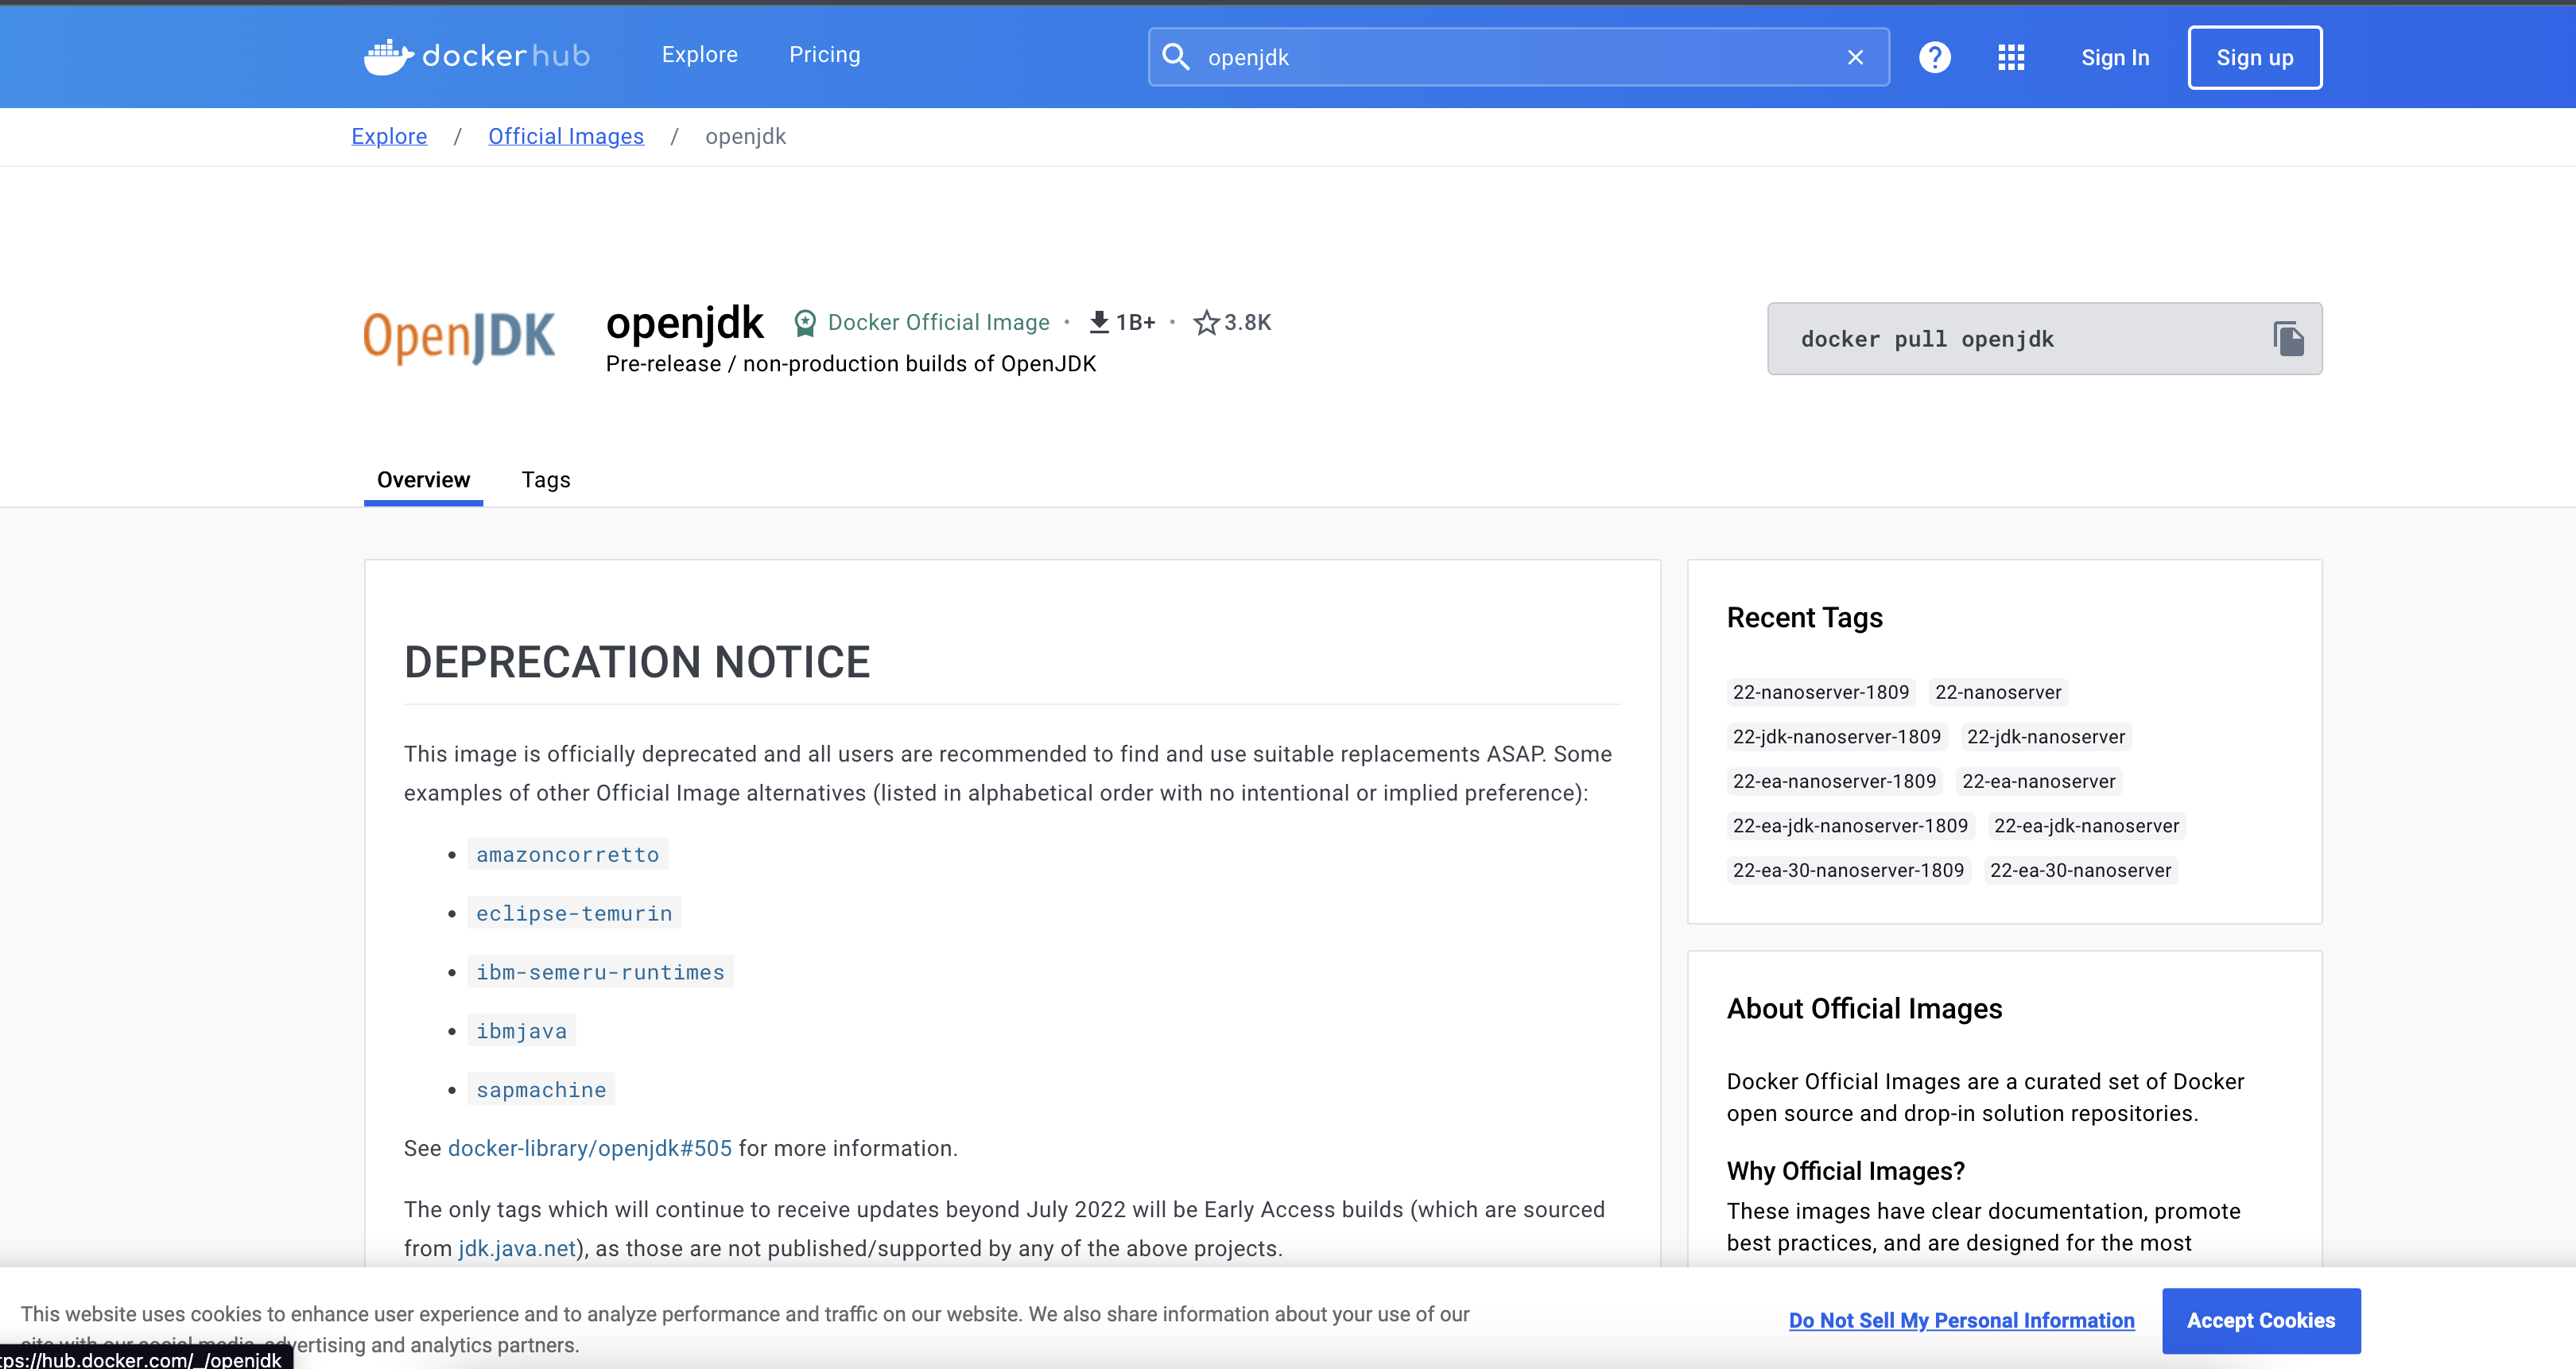 dockerhub
Explore
Pricing
openjdk
Sign In
Sign up
Explore / Official Images / openjdk
OpenJDK
openjdk
Docker Official Image · 1B+ · 3.8K
Pre-release / non-production builds of OpenJDK
docker pull openjdk
Overview
Tags
DEPRECATION NOTICE
This image is officially deprecated and all users are recommended to find and use suitable replacements ASAP. Some
examples of other Official Image alternatives (listed in alphabetical order with no intentional or implied preference):
• amazoncorretto
• eclipse-temurin
• ibm-semeru-runtimes
• ibmjava
• sapmachine
See docker-library/openjdk#505 for more information.
The only tags which will continue to receive updates beyond July 2022 will be Early Access builds (which are sourced
from jdk.java.net), as those are not published/supported by any of the above projects.
Recent Tags
22-nanoserver-1809 22-nanoserver
22-jdk-nanoserver-1809 22-jdk-nanoserver
22-ea-nanoserver-1809 22-ea-nanoserver
22-ea-jdk-nanoserver-1809 22-ea-jdk-nanoserver
22-ea-30-nanoserver-1809 22-ea-30-nanoserver
About Official Images
Docker Official Images are a curated set of Docker
open source and drop-in solution repositories.
Why Official Images?
These images have clear documentation, promote
best practices, and are designed for the most
This website uses cookies to enhance user experience and to analyze performance and traffic on our website. We also share information about your use of our
site with our social media, advertising and analytics partners.
Do Not Sell My Personal Information
Accept Cookies
tps://hub.docker.com/_/openjdk